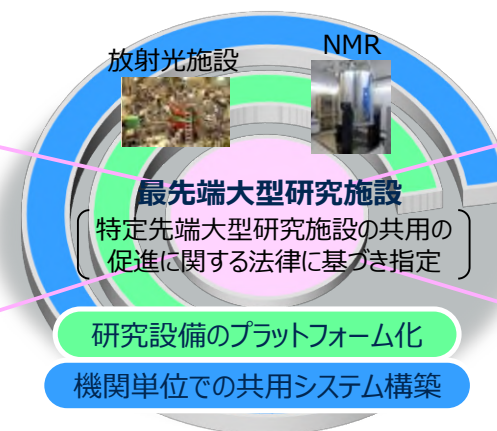 放射光施設
NMR
最先端大型研究施設
特定先端大型研究施設の共用の
促進に関する法律に基づき指定
研究設備のプラットフォーム化
機関単位での共用システム構築